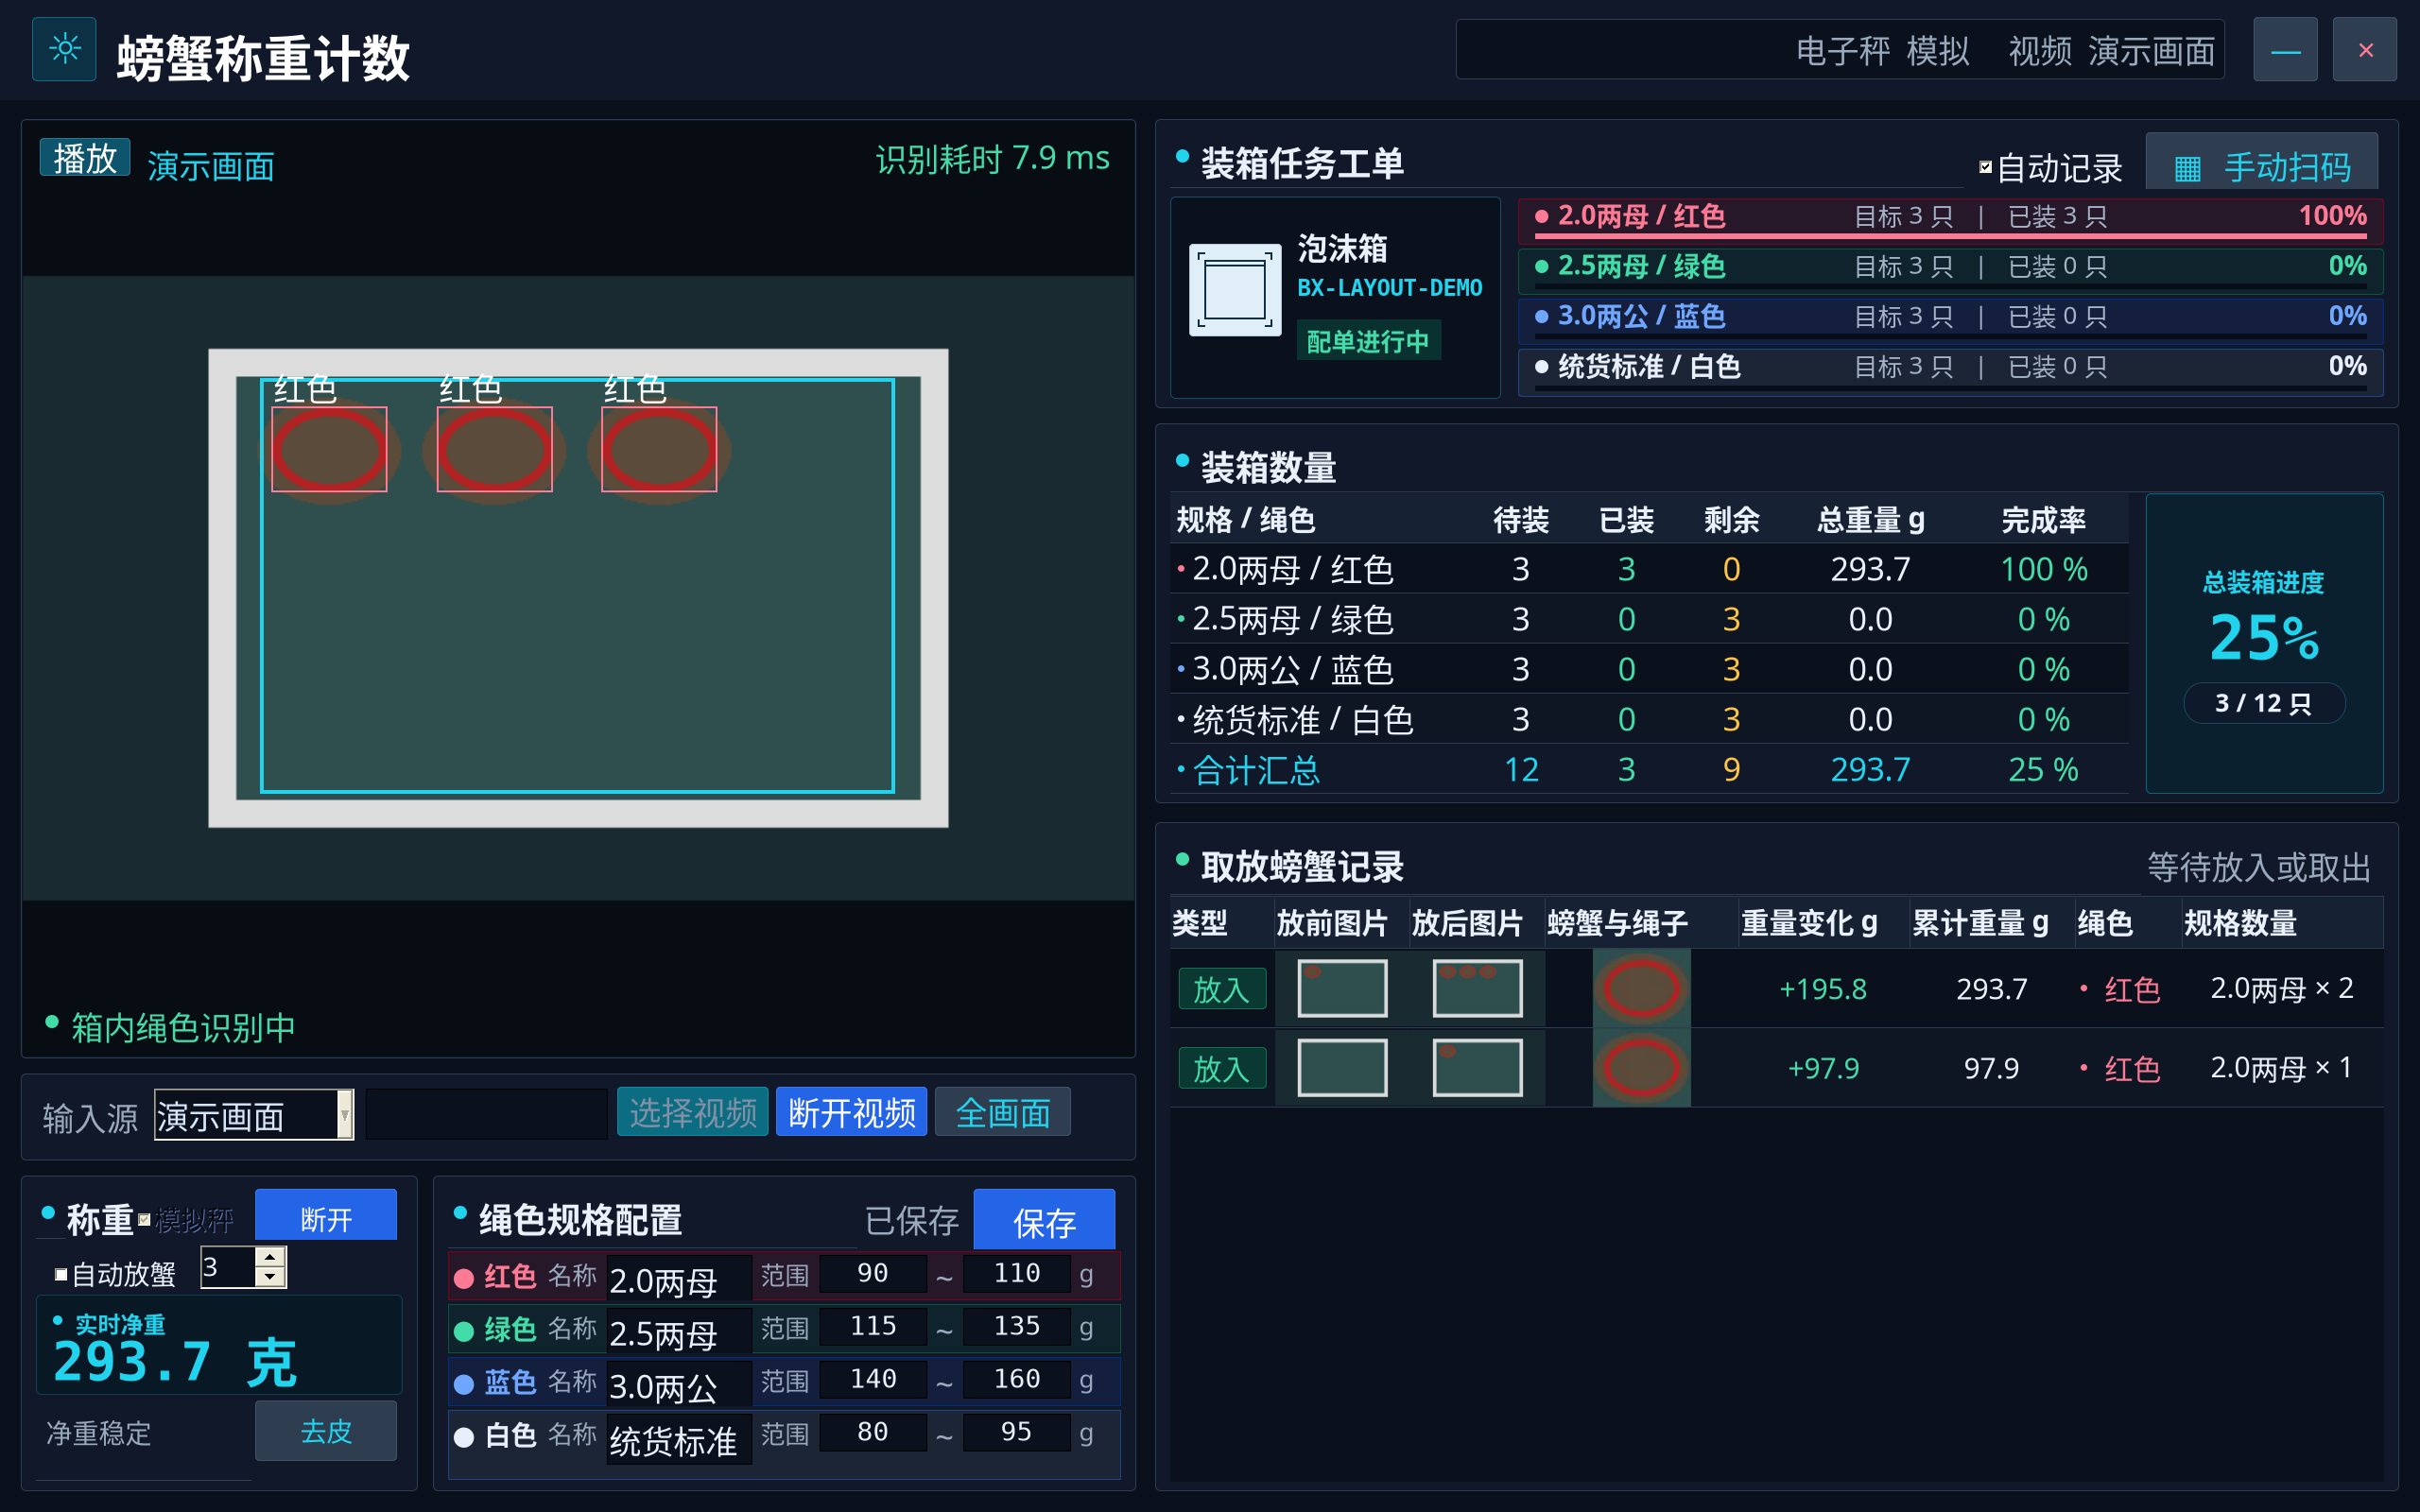 螃蟹称重计数
电子秤 模拟 视频 演示画面
— ×
播放 演示画面 识别耗时 7.9 ms
红色 红色 红色
箱内绳色识别中
输入源 演示画面 选择视频 断开视频 全画面
称重 模拟秤 断开
自动放蟹 3
实时净重
293.7 克
净重稳定 去皮
绳色规格配置 已保存 保存
红色 名称 2.0两母 范围 90 ~ 110 g
绿色 名称 2.5两母 范围 115 ~ 135 g
蓝色 名称 3.0两公 范围 140 ~ 160 g
白色 名称 统货标准 范围 80 ~ 95 g
装箱任务工单 自动记录 手动扫码
泡沫箱
BX-LAYOUT-DEMO
配单进行中
2.0两母 / 红色 目标 3 只 | 已装 3 只 100%
2.5两母 / 绿色 目标 3 只 | 已装 0 只 0%
3.0两公 / 蓝色 目标 3 只 | 已装 0 只 0%
统货标准 / 白色 目标 3 只 | 已装 0 只 0%
装箱数量
规格 / 绳色 待装 已装 剩余 总重量 g 完成率
2.0两母 / 红色 3 3 0 293.7 100 %
2.5两母 / 绿色 3 0 3 0.0 0 %
3.0两公 / 蓝色 3 0 3 0.0 0 %
统货标准 / 白色 3 0 3 0.0 0 %
合计汇总 12 3 9 293.7 25 %
总装箱进度
25%
3 / 12 只
取放螃蟹记录 等待放入或取出
类型 放前图片 放后图片 螃蟹与绳子 重量变化 g 累计重量 g 绳色 规格数量
放入 +195.8 293.7 红色 2.0两母 × 2
放入 +97.9 97.9 红色 2.0两母 × 1